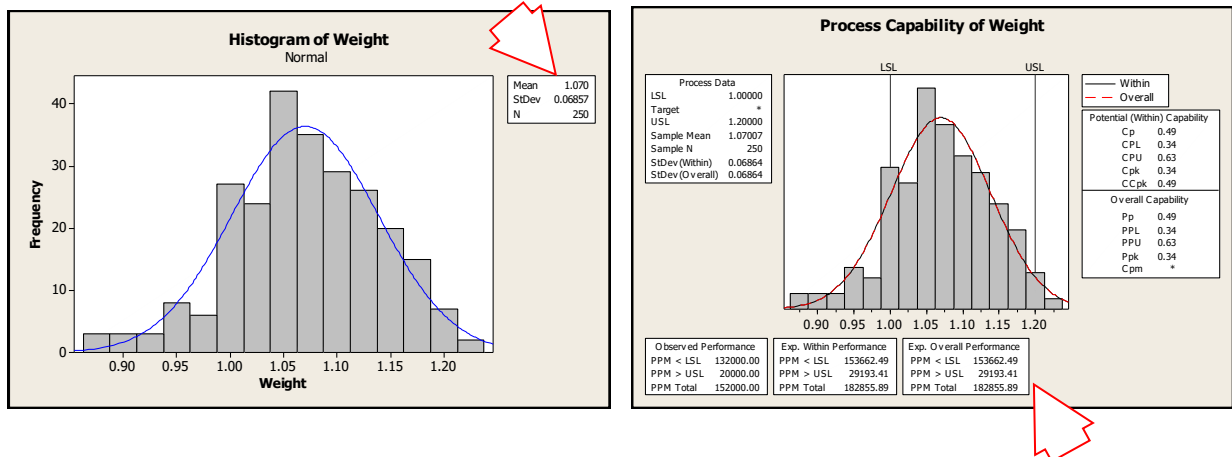 Histogram of Weight
Normal
Mean 1.070
StDev 0.06857
N 250
Frequency
40
30
20
10
0
0.90 0.95 1.00 1.05 1.10 1.15 1.20
Weight
Process Capability of Weight
LSL USL
Process Data
LSL 1.00000
Target *
USL 1.20000
Sample Mean 1.07007
Sample N 250
StDev(Within) 0.06864
StDev(Overall) 0.06864
Within
Overall
Potential (Within) Capability
Cp 0.49
CPL 0.34
CPU 0.63
Cpk 0.34
CCpk 0.49
Overall Capability
Pp 0.49
PPL 0.34
PPU 0.63
Ppk 0.34
Cpm *
0.90 0.95 1.00 1.05 1.10 1.15 1.20
Observed Performance
PPM < LSL 132000.00
PPM > USL 20000.00
PPM Total 152000.00
Exp. Within Performance
PPM < LSL 153662.49
PPM > USL 29193.41
PPM Total 182855.89
Exp. Overall Performance
PPM < LSL 153662.49
PPM > USL 29193.41
PPM Total 182855.89